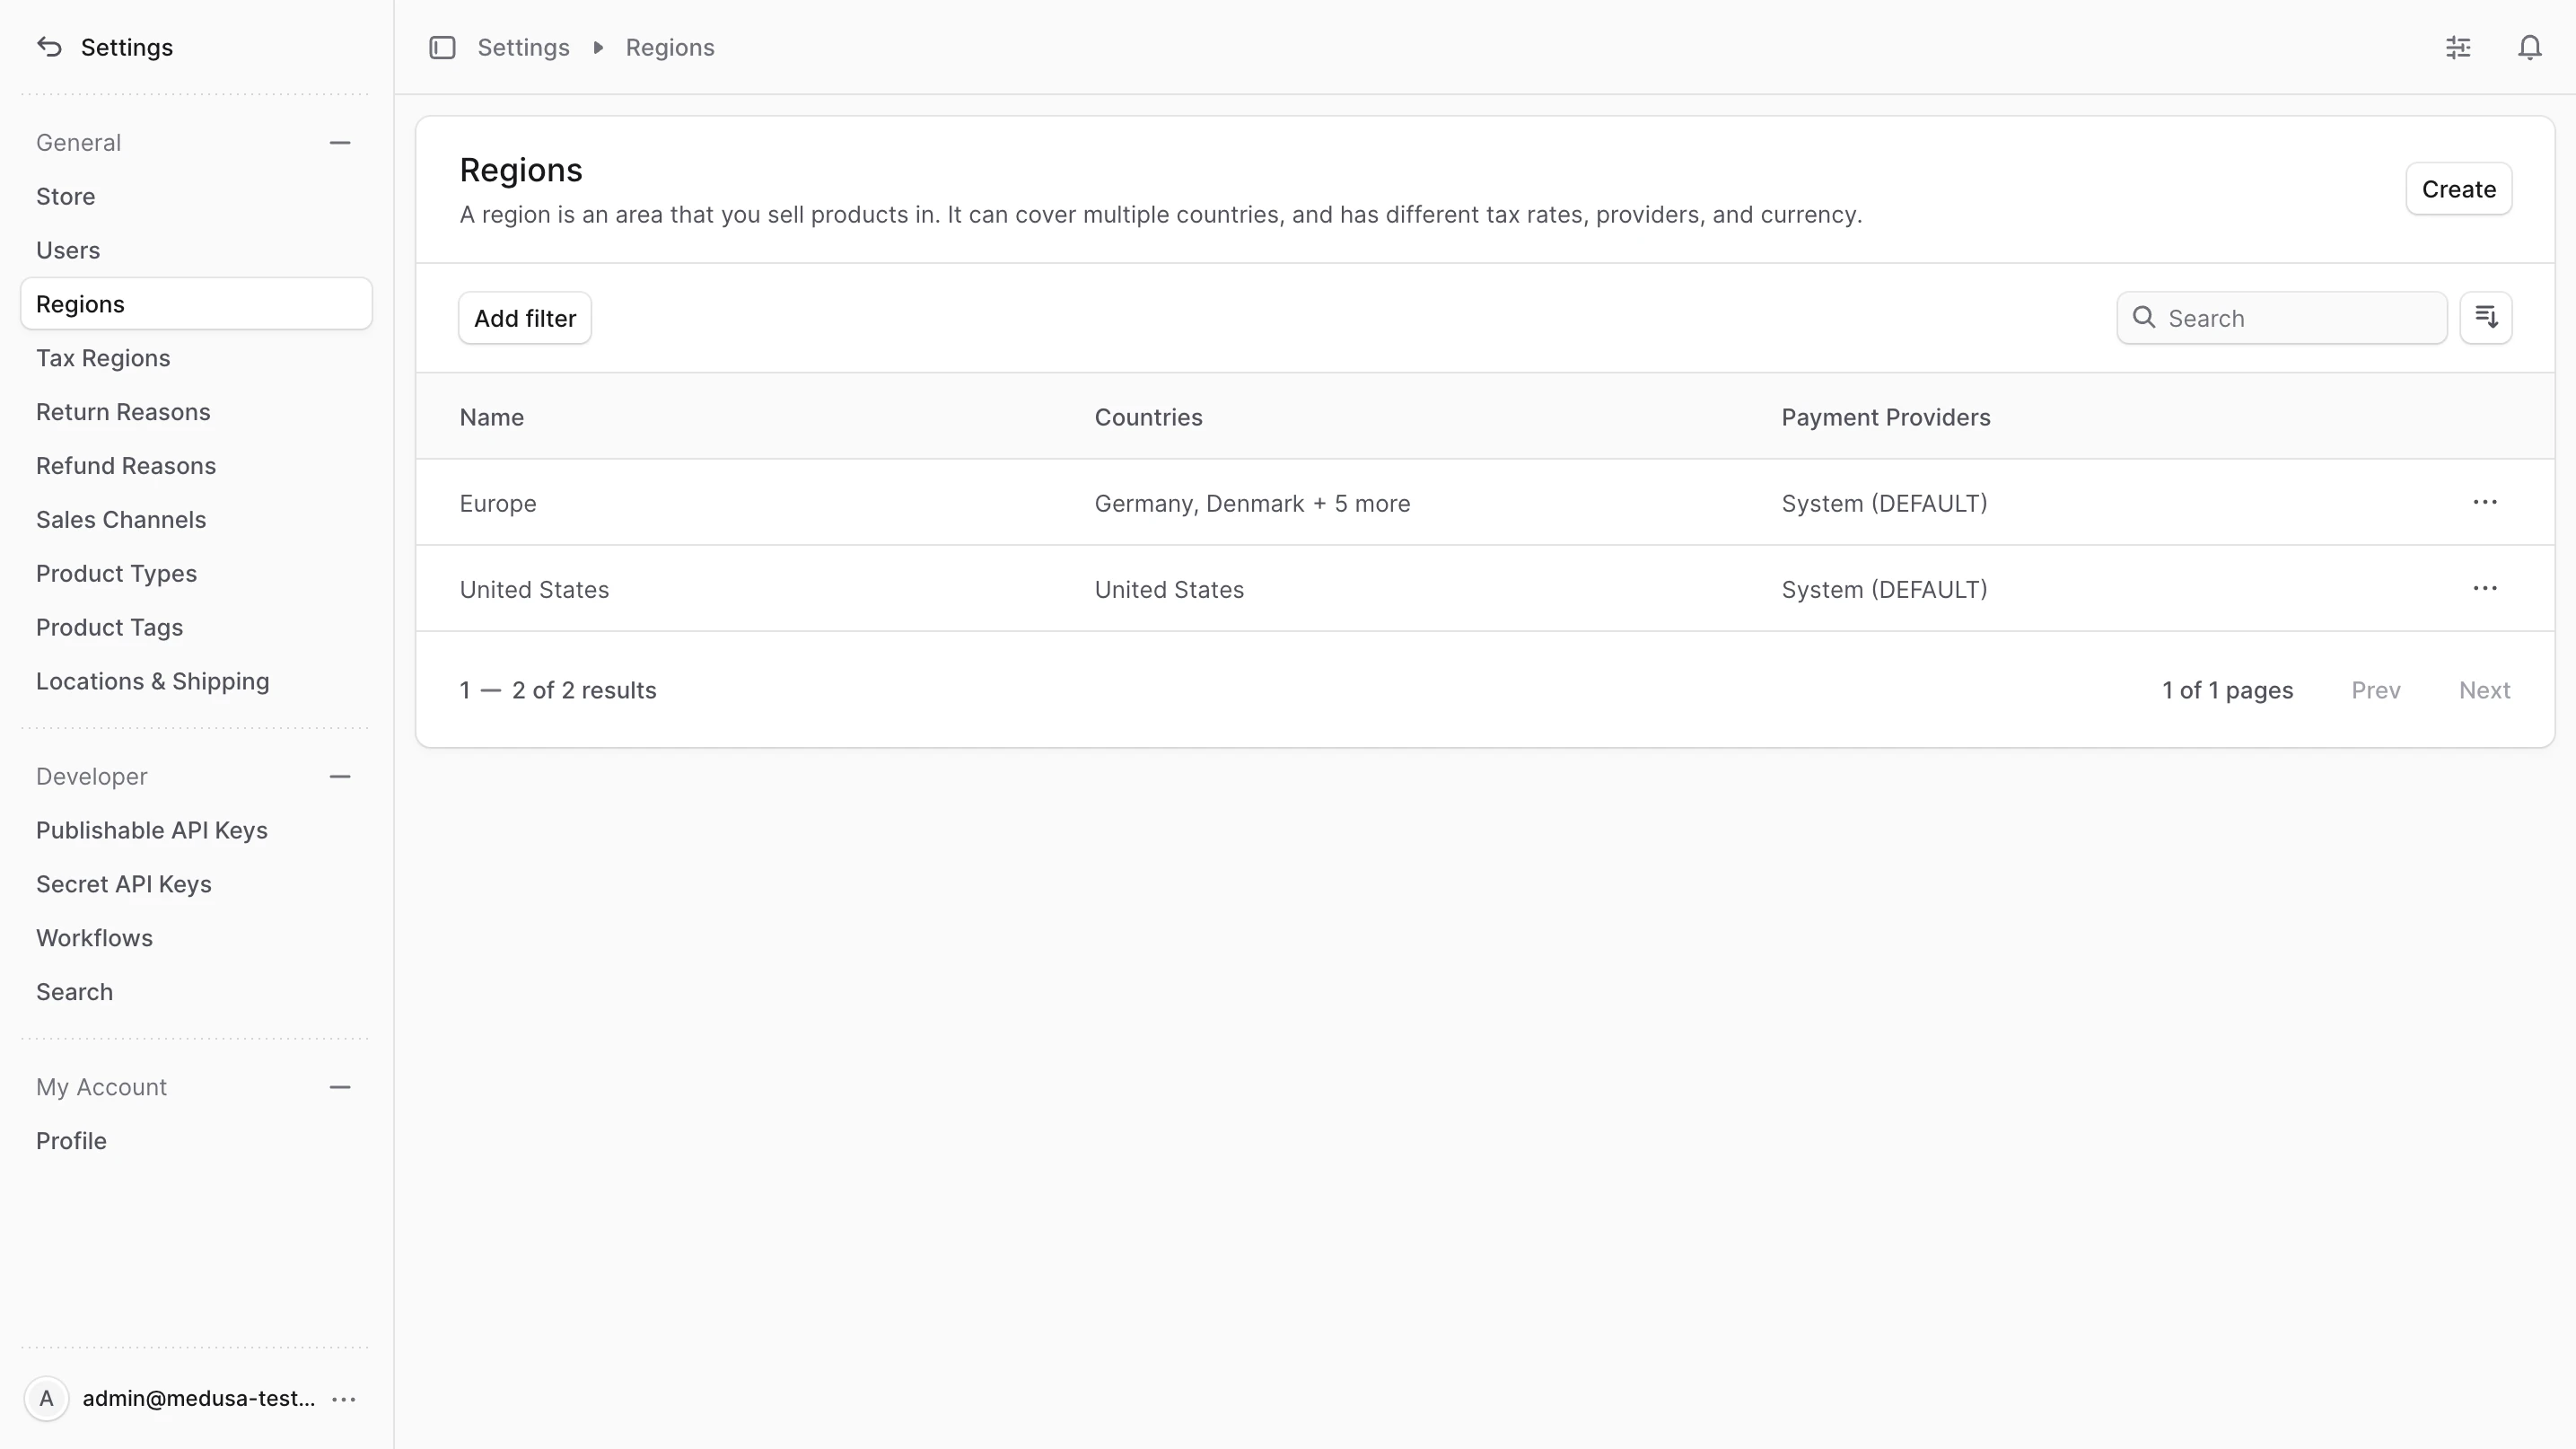 Settings
General
Store
Users
Regions
Tax Regions
Return Reasons
Refund Reasons
Sales Channels
Product Types
Product Tags
Locations & Shipping
Developer
Publishable API Keys
Secret API Keys
Workflows
Search
My Account
Profile
A admin@medusa-test...
Settings Regions
Regions
A region is an area that you sell products in. It can cover multiple countries, and has different tax rates, providers, and currency.
Create
Add filter
Search
Name Countries Payment Providers
Europe Germany, Denmark + 5 more System (DEFAULT)
United States United States System (DEFAULT)
1 — 2 of 2 results 1 of 1 pages Prev Next